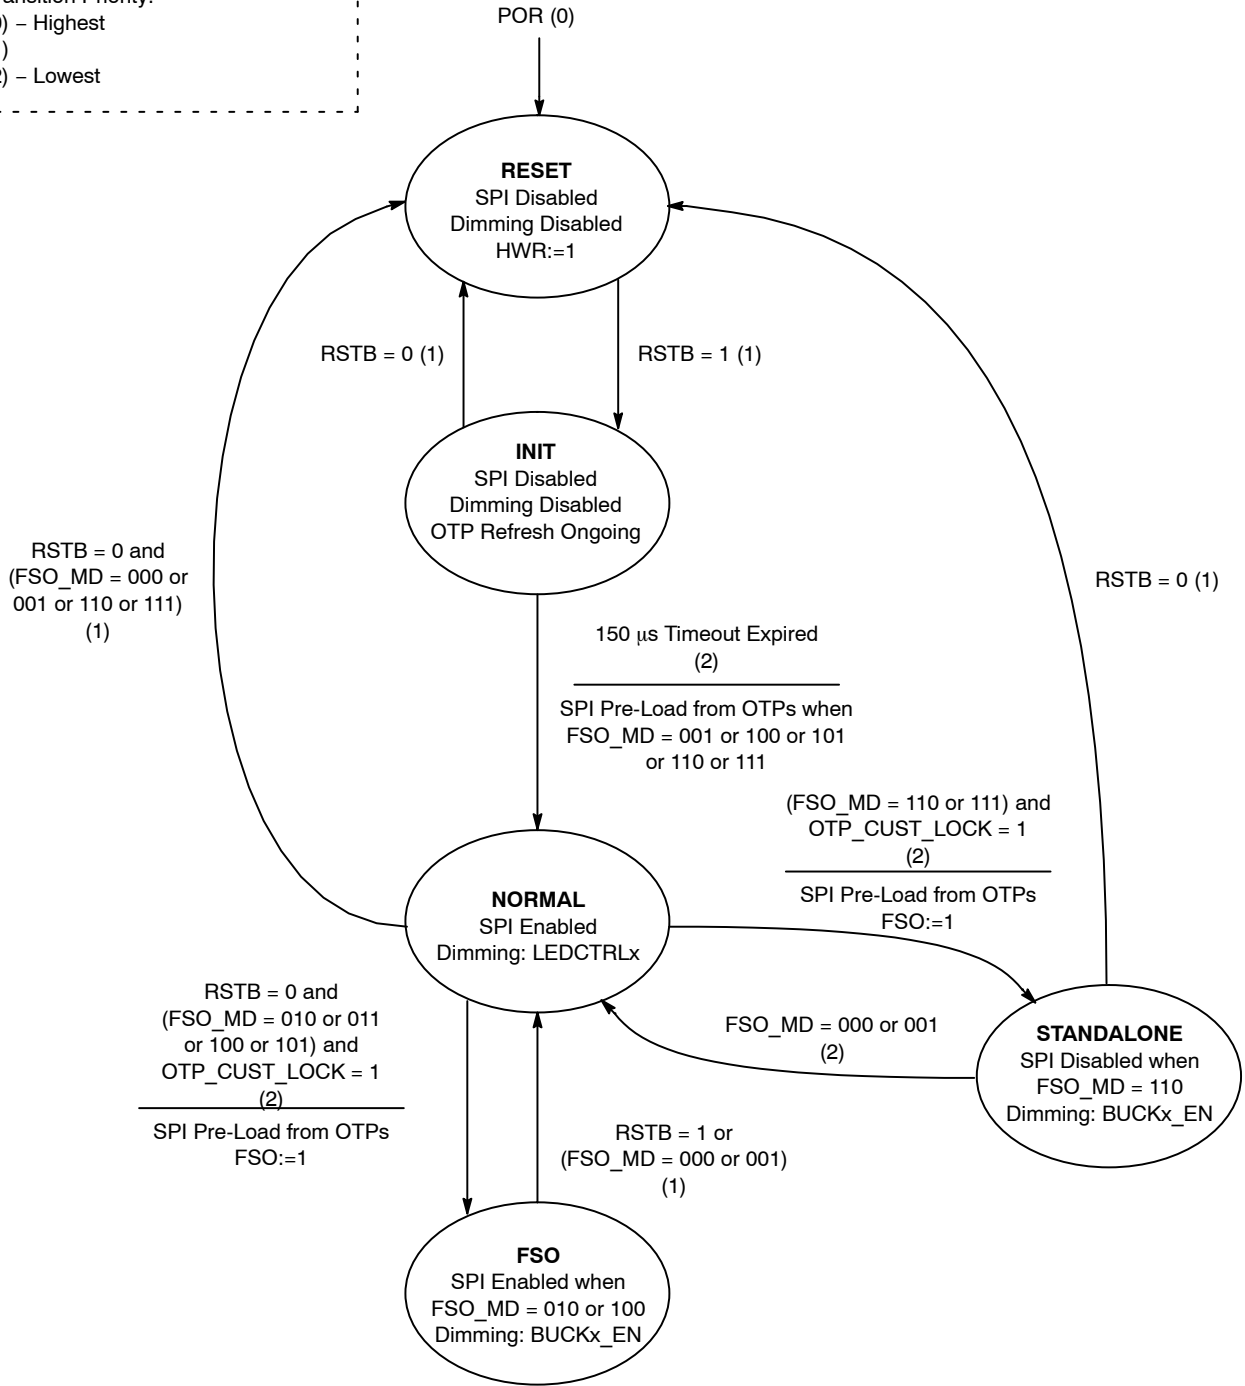 – Highest
– Lowest
POR (0)
RESET
SPI Disabled
Dimming Disabled
HWR:=1
RSTB = 0 (1)
RSTB = 1 (1)
INIT
SPI Disabled
Dimming Disabled
OTP Refresh Ongoing
RSTB = 0 and
(FSO_MD = 000 or
001 or 110 or 111)
(1)
RSTB = 0 (1)
150 μs Timeout Expired
(2)
SPI Pre-Load from OTPs when
FSO_MD = 001 or 100 or 101
or 110 or 111
(FSO_MD = 110 or 111) and
OTP_CUST_LOCK = 1
(2)
SPI Pre-Load from OTPs
FSO:=1
NORMAL
SPI Enabled
Dimming: LEDCTRLx
RSTB = 0 and
(FSO_MD = 010 or 011
or 100 or 101) and
OTP_CUST_LOCK = 1
(2)
SPI Pre-Load from OTPs
FSO:=1
FSO_MD = 000 or 001
(2)
STANDALONE
SPI Disabled when
FSO_MD = 110
Dimming: BUCKx_EN
RSTB = 1 or
(FSO_MD = 000 or 001)
(1)
FSO
SPI Enabled when
FSO_MD = 010 or 100
Dimming: BUCKx_EN